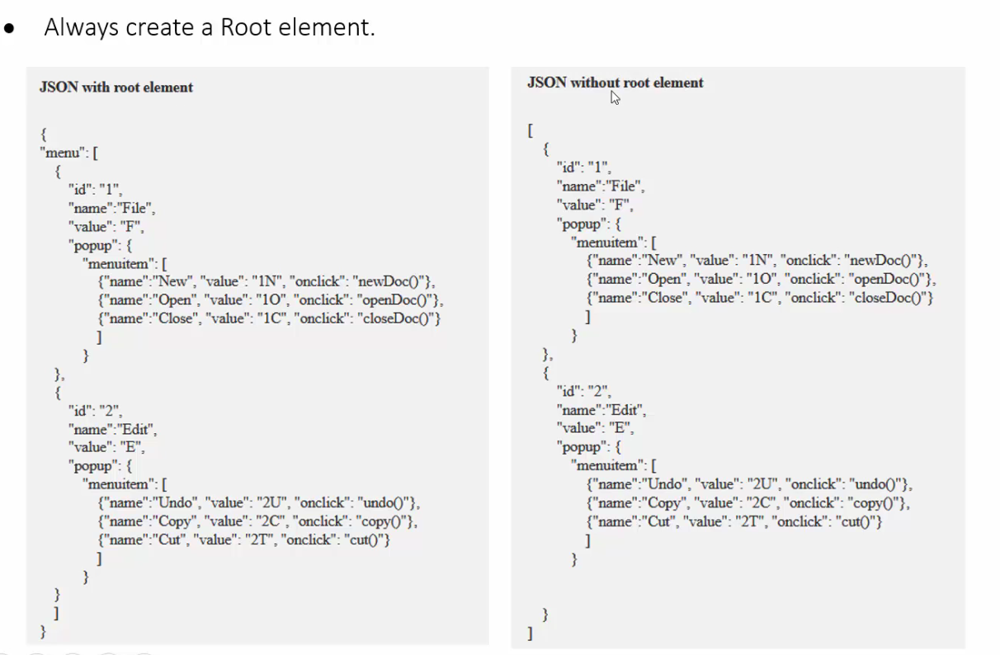 • Always create a Root element.
JSON with root element
{
"menu": [
{
"id": "1",
"name":"File",
"value": "F",
"popup": {
"menuitem": [
{"name":"New", "value": "1N", "onclick": "newDoc()"},
{"name":"Open", "value": "1O", "onclick": "openDoc()"},
{"name":"Close", "value": "1C", "onclick": "closeDoc()"}
]
}
},
{
"id": "2",
"name":"Edit",
"value": "E",
"popup": {
"menuitem": [
{"name":"Undo", "value": "2U", "onclick": "undo()"},
{"name":"Copy", "value": "2C", "onclick": "copy()"},
{"name":"Cut", "value": "2T", "onclick": "cut()"}
]
}
}
]
}
JSON without root element
[
{
"id": "1",
"name":"File",
"value": "F",
"popup": {
"menuitem": [
{"name":"New", "value": "1N", "onclick": "newDoc()"},
{"name":"Open", "value": "1O", "onclick": "openDoc()"},
{"name":"Close", "value": "1C", "onclick": "closeDoc()"}
]
}
},
{
"id": "2",
"name":"Edit",
"value": "E",
"popup": {
"menuitem": [
{"name":"Undo", "value": "2U", "onclick": "undo()"},
{"name":"Copy", "value": "2C", "onclick": "copy()"},
{"name":"Cut", "value": "2T", "onclick": "cut()"}
]
}
}
]